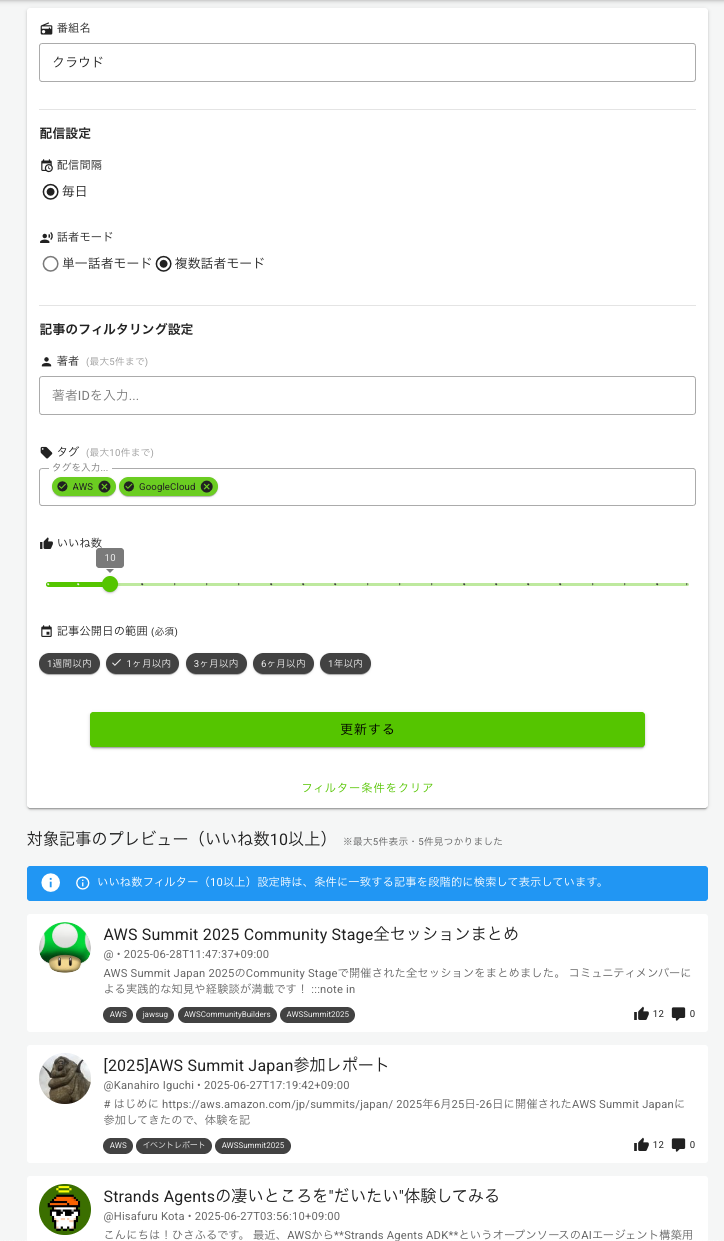 番組名
クラウド
配信設定
配信間隔
毎日
話者モード
単一話者モード 複数話者モード
記事のフィルタリング設定
著者 (最大5件まで)
著者IDを入力...
タグ (最大10件まで)
タグを入力...
AWS GoogleCloud
いいね数
10
記事公開日の範囲 (必須)
1週間以内 1ヶ月以内 3ヶ月以内 6ヶ月以内 1年以内
更新する
フィルター条件をクリア
対象記事のプレビュー（いいね数10以上） ※最大5件表示・5件見つかりました
いいね数フィルター（10以上）設定時は、条件に一致する記事を段階的に検索して表示しています。
AWS Summit 2025 Community Stage全セッションまとめ
@ • 2025-06-28T11:47:37+09:00
AWS Summit Japan 2025のCommunity Stageで開催された全セッションをまとめました。 コミュニティメンバーに
よる実践的な知見や経験談が満載です！ :::note in
AWS jawsug AWSCommunityBuilders AWSSummit2025 12 0
[2025]AWS Summit Japan参加レポート
@Kanahiro Iguchi • 2025-06-27T17:19:42+09:00
# はじめに https://aws.amazon.com/jp/summits/japan/ 2025年6月25日-26日に開催されたAWS Summit Japanに
参加してきたので、体験を記
AWS イベントレポート AWSSummit2025 12 0
Strands Agentsの凄いところを"だいたい"体験してみる
@Hisafuru Kota • 2025-06-27T03:56:10+09:00
こんにちは！ひさふるです。 最近、AWSから**Strands Agents ADK**というオープンソースのAIエージェント構築用